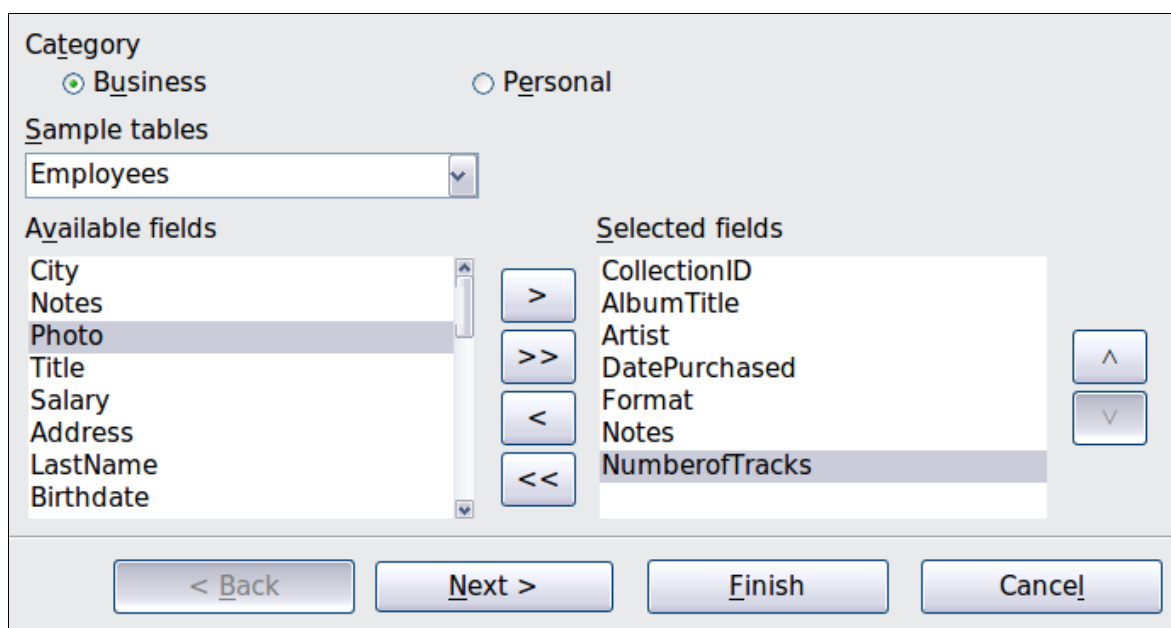 Category
Business Personal
Sample tables
Employees
Available fields Selected fields
City CollectionID
Notes AlbumTitle
Photo Artist
Title DatePurchased
Salary Format
Address Notes
LastName NumberofTracks
Birthdate
>
>>
<
<<
^
v
< Back Next > Finish Cancel